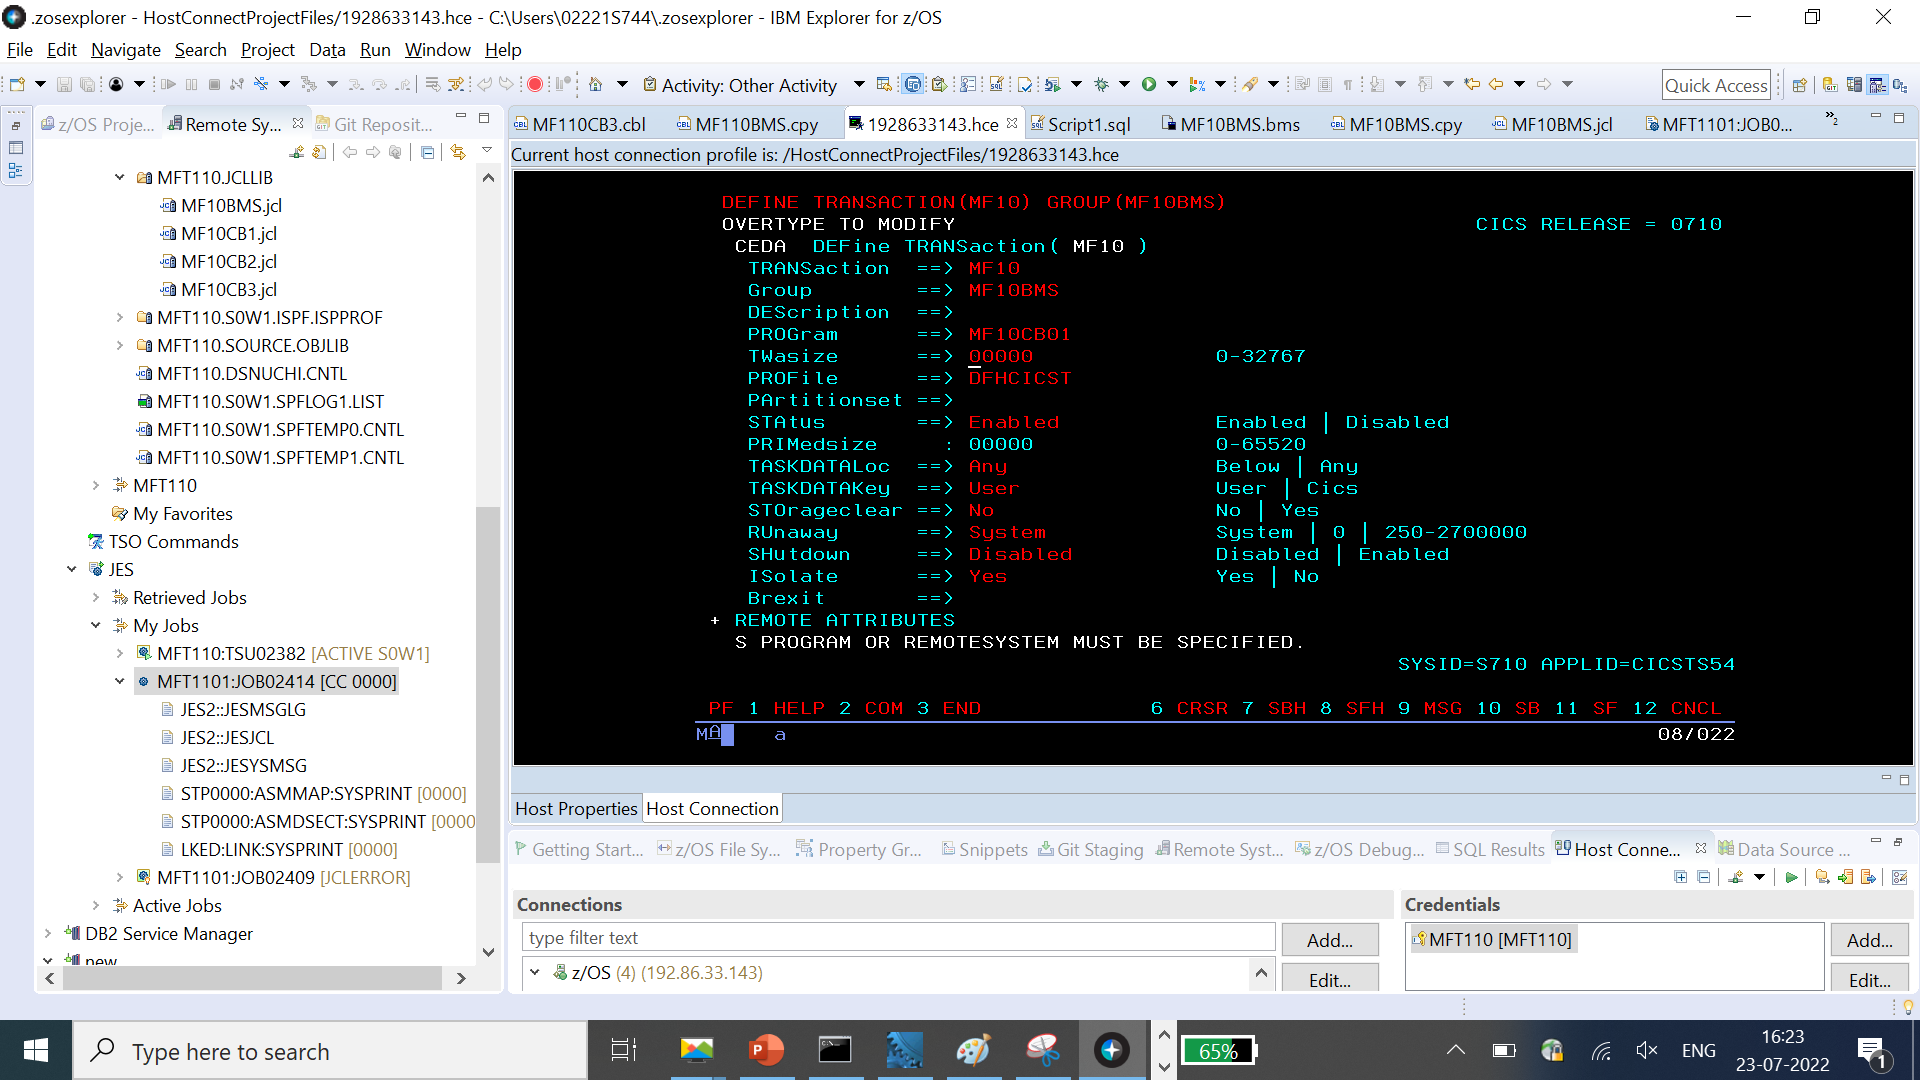 .zosexplorer - HostConnectProjectFiles/1928633143.hce - C:\Users\02221S744\.zosexplorer - IBM Explorer for z/OS
File Edit Navigate Search Project Data Run Window Help
Activity: Other Activity
Quick Access
z/OS Proje...
Remote Sy...
Git Reposit...
MFT110.JCLLIB
MF10BMS.jcl
MF10CB1.jcl
MF10CB2.jcl
MF10CB3.jcl
MFT110.S0W1.ISPF.ISPPROF
MFT110.SOURCE.OBJLIB
MFT110.DSNUCHI.CNTL
MFT110.S0W1.SPFLOG1.LIST
MFT110.S0W1.SPFTEMP0.CNTL
MFT110.S0W1.SPFTEMP1.CNTL
MFT110
My Favorites
TSO Commands
JES
Retrieved Jobs
My Jobs
MFT110:TSU02382 [ACTIVE S0W1]
MFT1101:JOB02414 [CC 0000]
JES2::JESMSGLG
JES2::JESJCL
JES2::JESYSMSG
STP0000:ASMMAP:SYSPRINT [0000]
STP0000:ASMDSECT:SYSPRINT [0000
LKED:LINK:SYSPRINT [0000]
MFT1101:JOB02409 [JCLERROR]
Active Jobs
DB2 Service Manager
new
MF110CB3.cbl
MF110BMS.cpy
1928633143.hce
Script1.sql
MF10BMS.bms
MF10BMS.cpy
MF10BMS.jcl
MFT1101:JOB0...
»2
Current host connection profile is: /HostConnectProjectFiles/1928633143.hce
DEFINE TRANSACTION(MF10) GROUP(MF10BMS)
OVERTYPE TO MODIFY CICS RELEASE = 0710
CEDA DEFine TRANSaction( MF10 )
TRANSaction ==> MF10
Group ==> MF10BMS
DEScription ==>
PROGram ==> MF10CB01
TWasize ==> 00000 0-32767
PROFile ==> DFHCICST
PArtitionset ==>
STAtus ==> Enabled Enabled | Disabled
PRIMedsize : 00000 0-65520
TASKDATALoc ==> Any Below | Any
TASKDATAKey ==> User User | Cics
STOrageclear ==> No No | Yes
RUnaway ==> System System | 0 | 250-2700000
SHutdown ==> Disabled Disabled | Enabled
ISolate ==> Yes Yes | No
Brexit ==>
+ REMOTE ATTRIBUTES
S PROGRAM OR REMOTESYSTEM MUST BE SPECIFIED.
SYSID=S710 APPLID=CICSTS54
PF 1 HELP 2 COM 3 END 6 CRSR 7 SBH 8 SFH 9 MSG 10 SB 11 SF 12 CNCL
MA a 08/022
Host Properties
Host Connection
Getting Start...
z/OS File Sy...
Property Gr...
Snippets
Git Staging
Remote Syst...
z/OS Debug...
SQL Results
Host Conne...
Data Source ...
Connections
type filter text
Add...
z/OS (4) (192.86.33.143)
Edit...
Credentials
MFT110 [MFT110]
Add...
Edit...
Type here to search
65%
ENG
16:23
23-07-2022
1